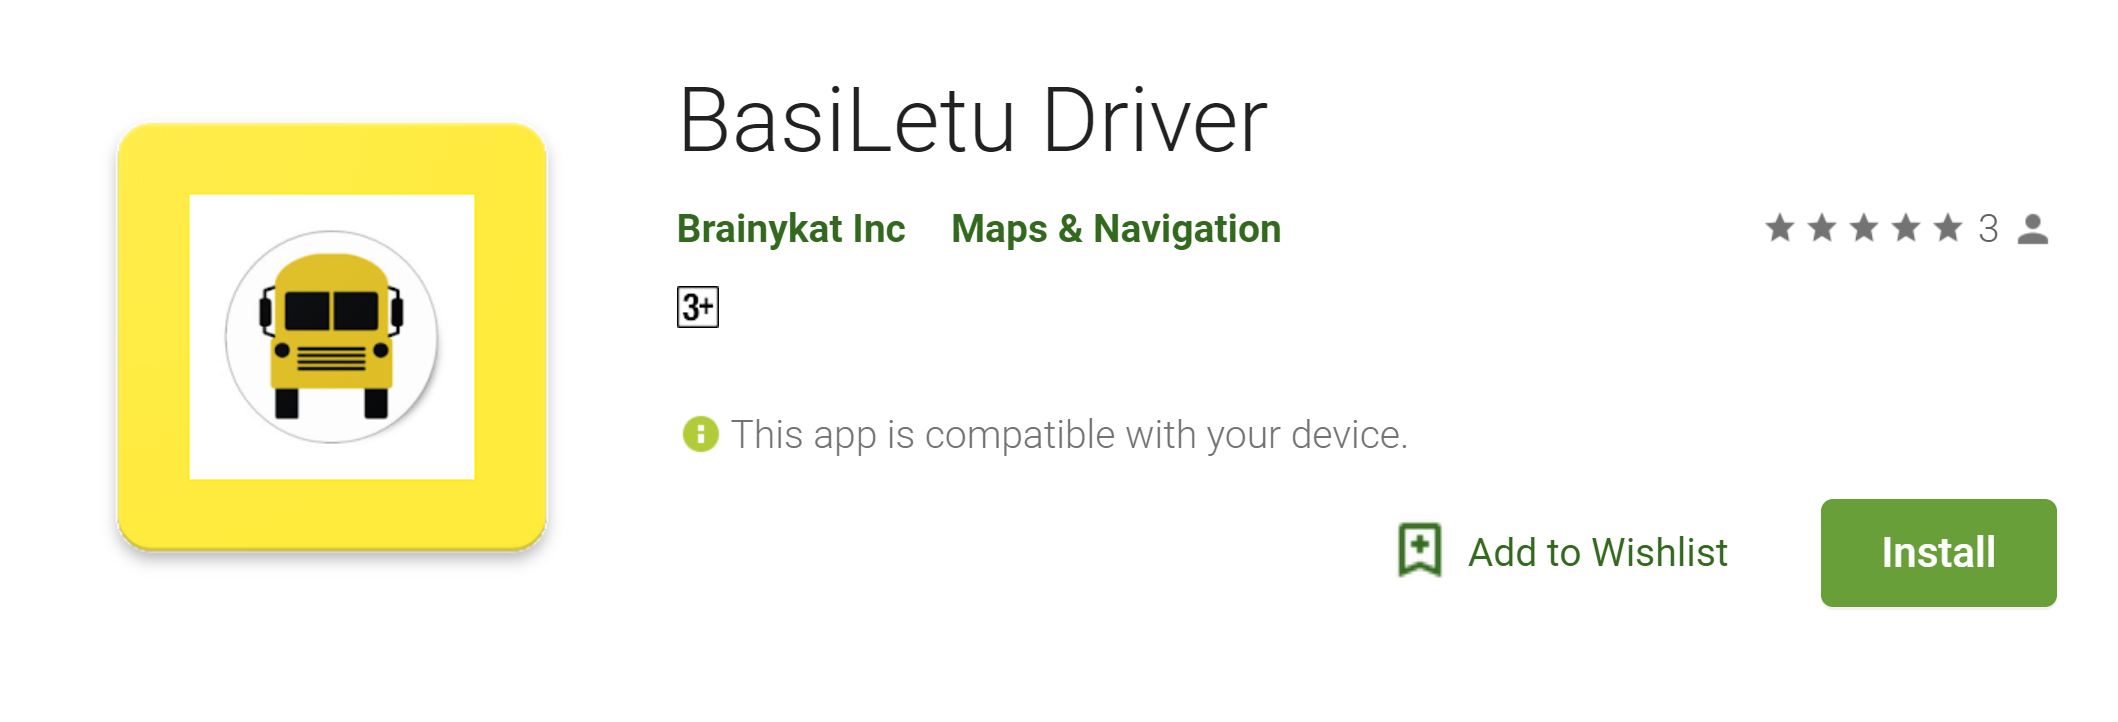 BasiLetu Driver
Brainykat Inc Maps & Navigation 3
3+
This app is compatible with your device.
Add to Wishlist Install